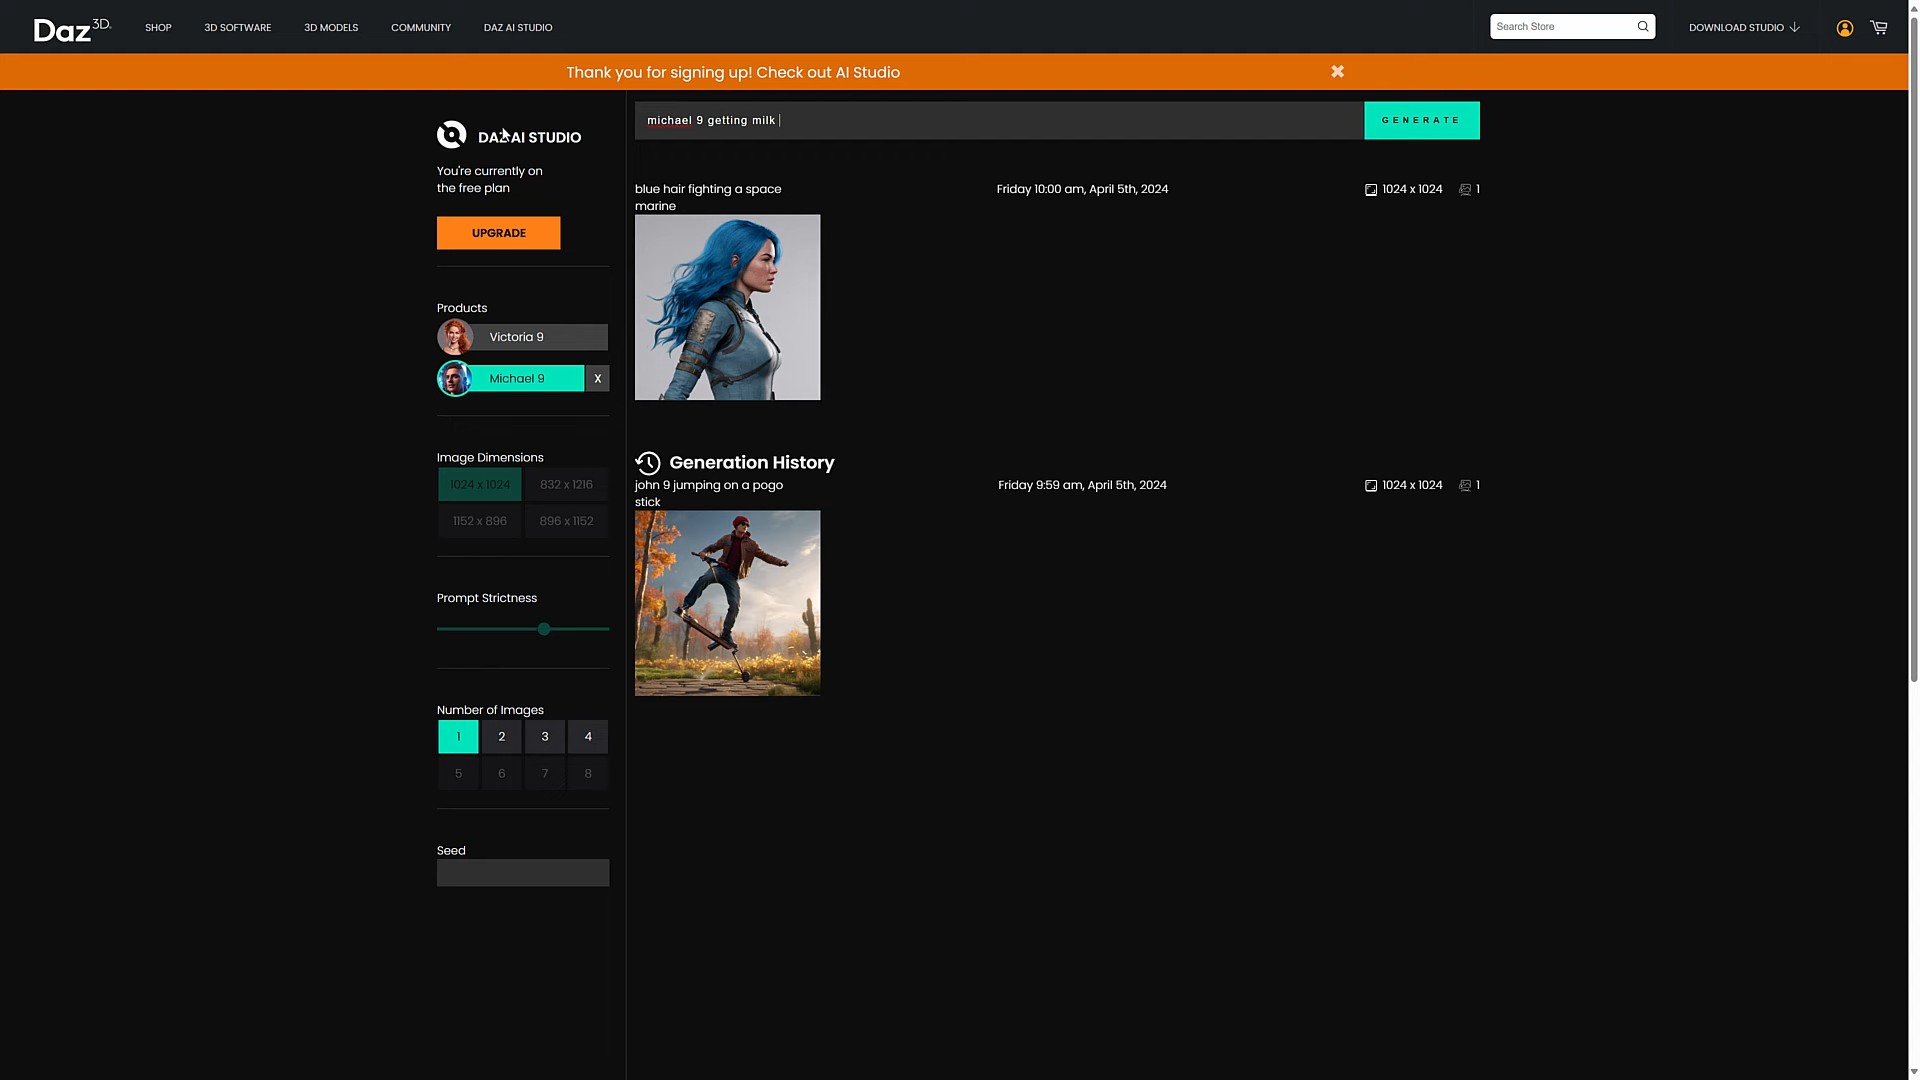 Daz 3D
SHOP
3D SOFTWARE
3D MODELS
COMMUNITY
DAZ AI STUDIO
Search Store
DOWNLOAD STUDIO
Thank you for signing up! Check out AI Studio
DAZ AI STUDIO
You're currently on
the free plan
UPGRADE
Products
Victoria 9
Michael 9
X
Image Dimensions
1024 x 1024
832 x 1216
1152 x 896
896 x 1152
Prompt Strictness
Number of Images
1
2
3
4
5
6
7
8
Seed
michael 9 getting milk
GENERATE
blue hair fighting a space
marine
Friday 10:00 am, April 5th, 2024
1024 x 1024
1
Generation History
john 9 jumping on a pogo
stick
Friday 9:59 am, April 5th, 2024
1024 x 1024
1